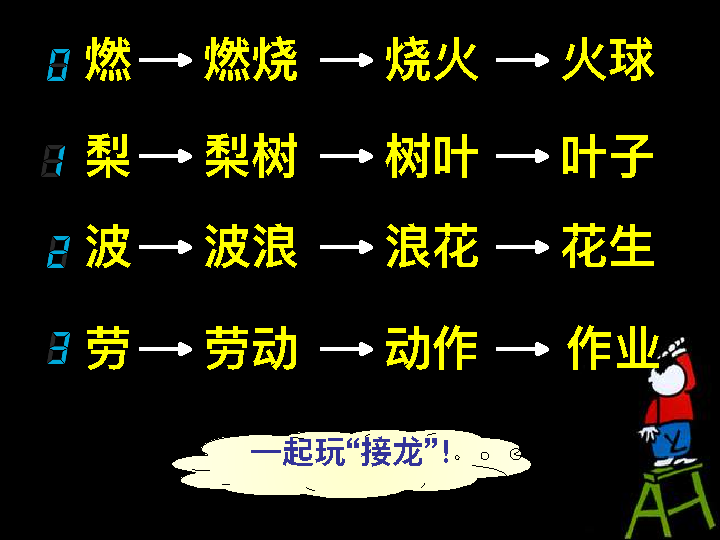 0 燃 → 燃烧 → 烧火 → 火球
1 梨 → 梨树 → 树叶 → 叶子
2 波 → 波浪 → 浪花 → 花生
3 劳 → 劳动 → 动作 → 作业
一起玩“接龙”!